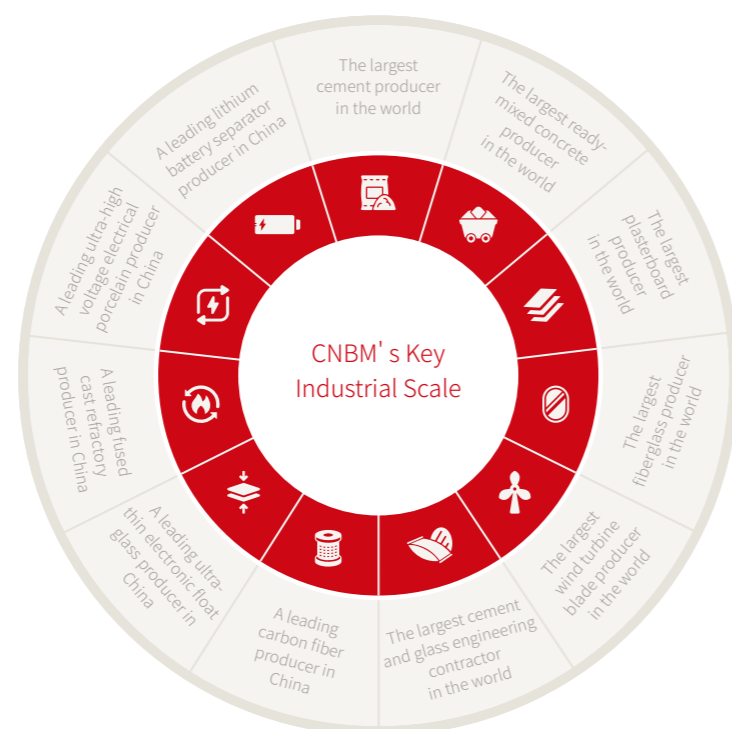 CNBM' s Key
Industrial Scale
The largest
cement producer
in the world
The largest ready-
mixed concrete
producer
in the world
The largest
plasterboard
producer
in the world
The largest
fiberglass producer
in the world
The largest
wind turbine
blade producer
in the world
The largest cement
and glass engineering
contractor
in the world
A leading
carbon fiber
producer in
China
A leading ultra-
thin electronic float
glass producer in
China
A leading fused
cast refractory
producer in China
A leading ultra-high
voltage electrical
porcelain producer
in China
A leading lithium
battery separator
producer in China